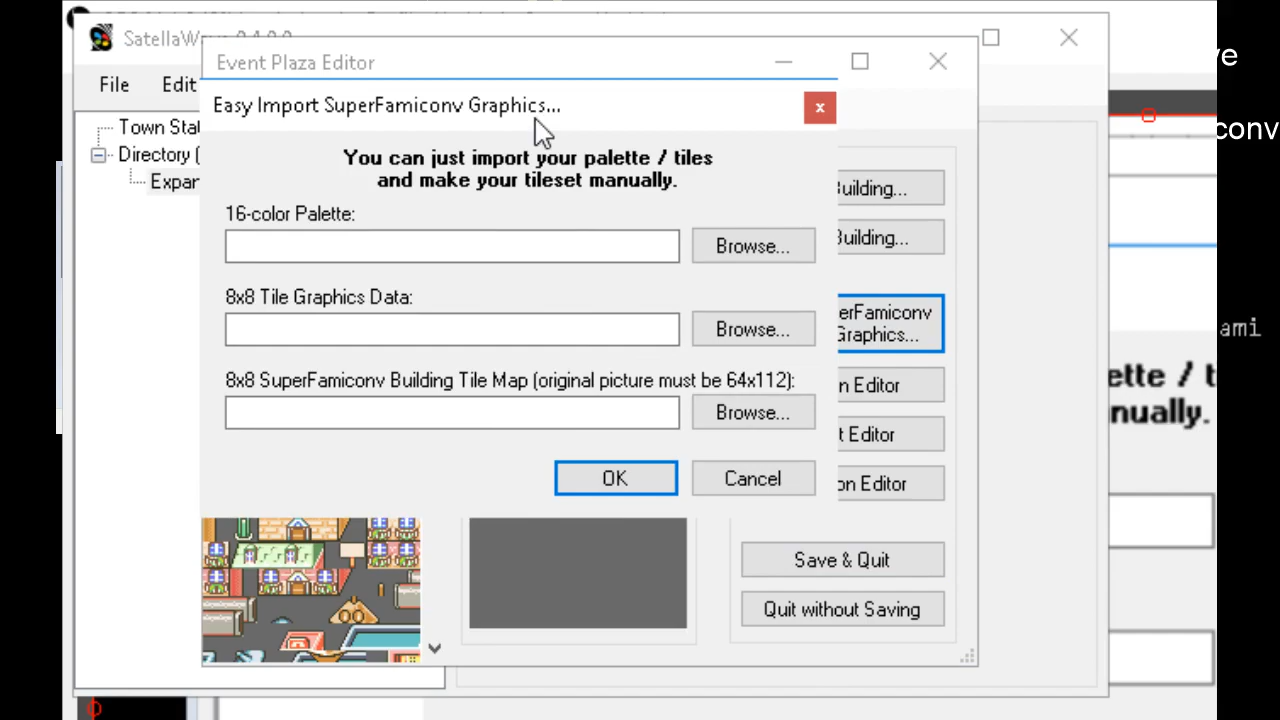 SatellaWa
ve
Event Plaza Editor
File Edit
Easy Import SuperFamiconv Graphics...
x
conv
Town Stat
Directory (
Expan
You can just import your palette / tiles
and make your tileset manually.
Building...
16-color Palette:
Browse...
Building...
8x8 Tile Graphics Data:
Browse...
erFamiconv
Graphics...
ami
8x8 SuperFamiconv Building Tile Map (original picture must be 64x112):
Browse...
n Editor
t Editor
on Editor
ette / t
nually.
OK
Cancel
Save & Quit
Quit without Saving